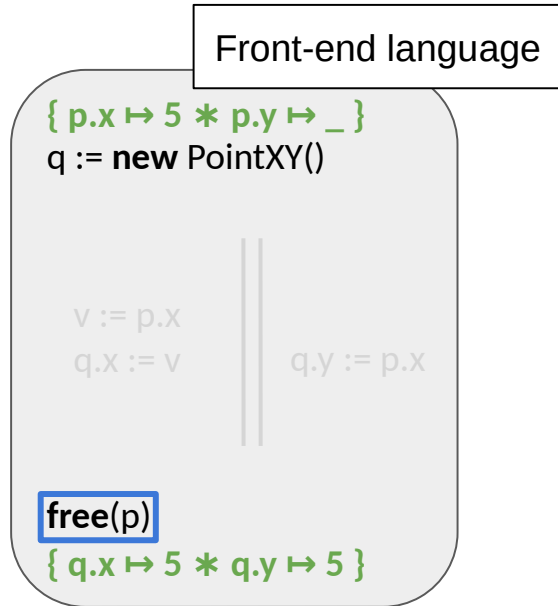 Front-end language
{ p.x ↦ 5 ∗ p.y ↦ _ }
q := new PointXY()
v := p.x
q.x := v
q.y := p.x
free(p)
{ q.x ↦ 5 ∗ q.y ↦ 5 }